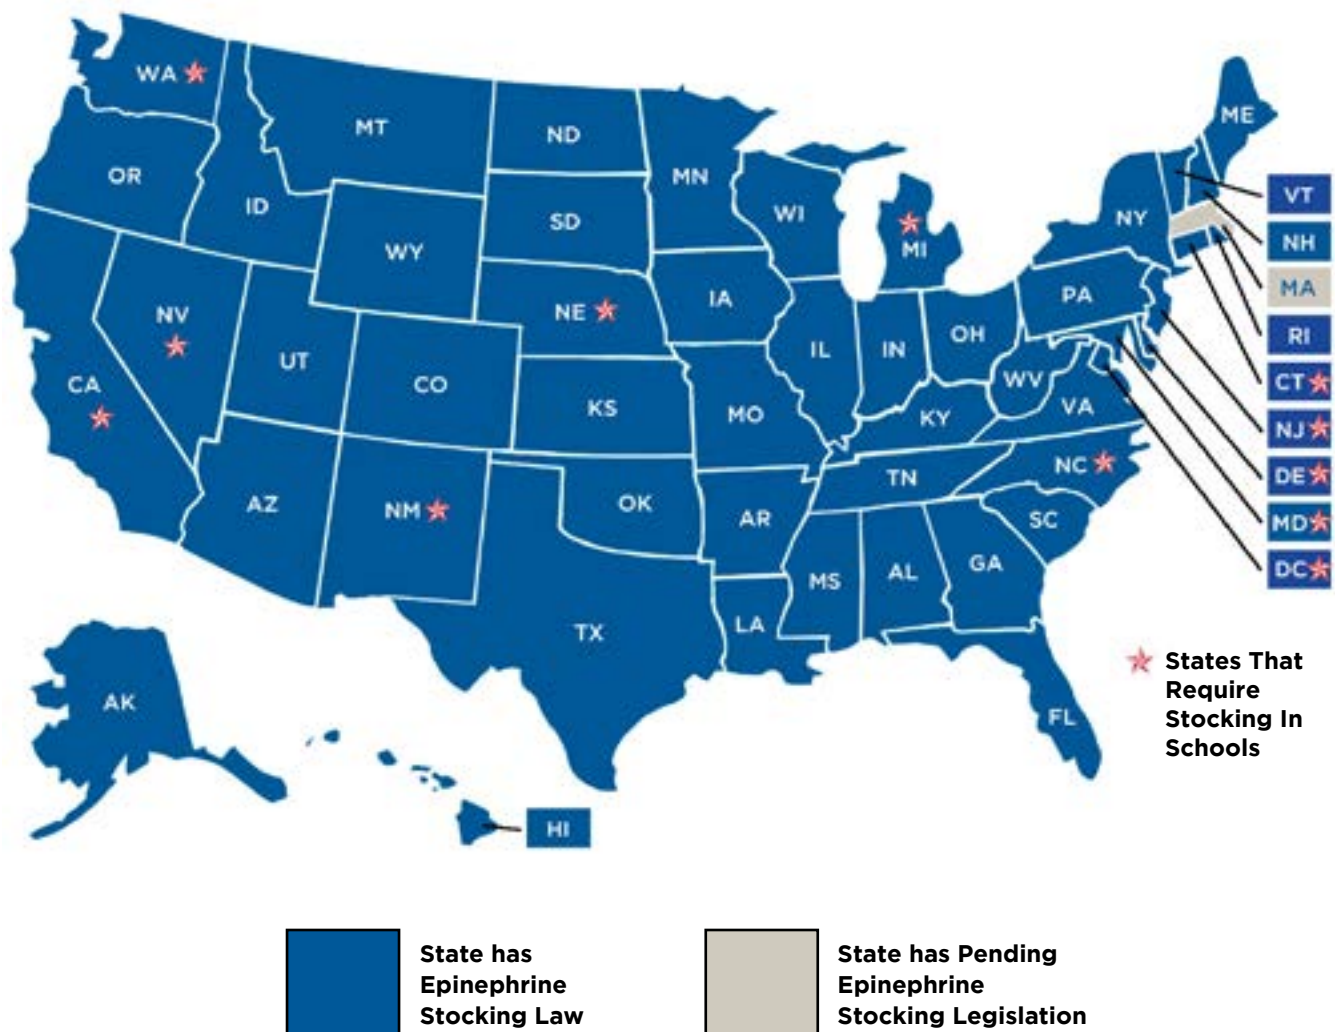 WA
MT
ND
MN
ME
OR
ID
SD
WI
MI
NY
VT
NH
MA
RI
CT
NJ
DE
MD
DC
WY
NE
IA
PA
NV
UT
CO
KS
MO
IL
IN
OH
WV
VA
KY
CA
AZ
NM
OK
AR
TN
NC
SC
MS
AL
GA
LA
TX
FL
AK
HI
States That
Require
Stocking In
Schools
State has
Epinephrine
Stocking Law
State has Pending
Epinephrine
Stocking Legislation